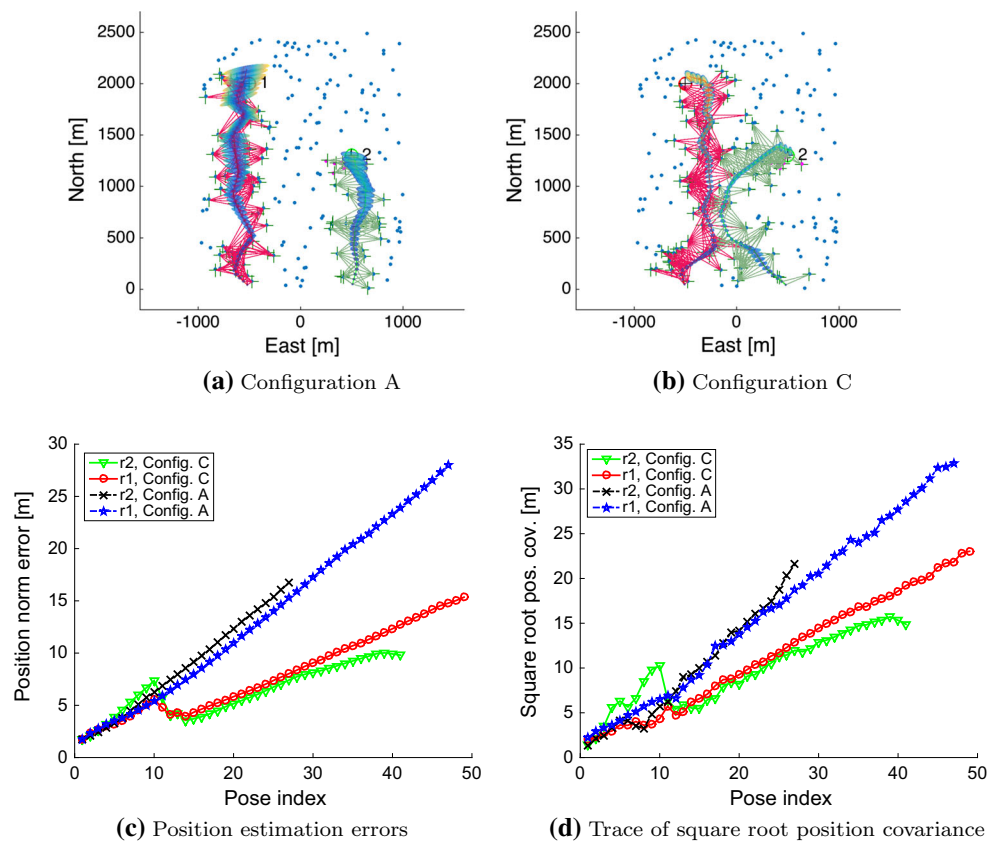 2500
2000
1500
1000
500
0
North [m]
-1000
0
1000
East [m]
1
2
(a) Configuration A
2500
2000
1500
1000
500
0
North [m]
-1000
0
1000
East [m]
2
(b) Configuration C
30
25
20
15
10
5
0
Position norm error [m]
r2, Config. C
r1, Config. C
r2, Config. A
r1, Config. A
0
10
20
30
40
50
Pose index
(c) Position estimation errors
35
30
25
20
15
10
5
0
Square root pos. cov. [m]
r2, Config. C
r1, Config. C
r2, Config. A
r1, Config. A
0
10
20
30
40
50
Pose index
(d) Trace of square root position covariance